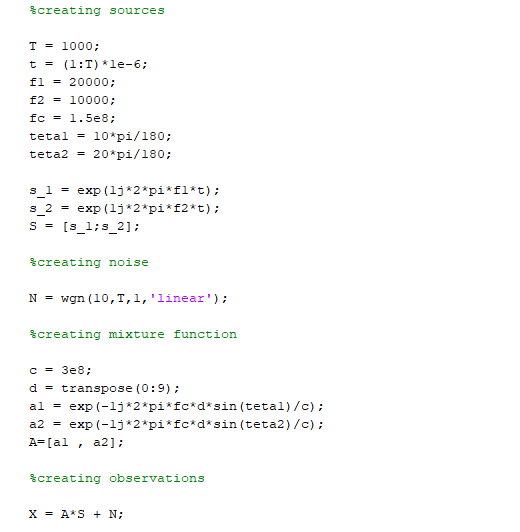 %creating sources
T = 1000;
t = (1:T)*1e-6;
f1 = 20000;
f2 = 10000;
fc = 1.5e8;
teta1 = 10*pi/180;
teta2 = 20*pi/180;
s_1 = exp(1j*2*pi*f1*t);
s_2 = exp(1j*2*pi*f2*t);
S = [s_1;s_2];
%creating noise
N = wgn(10,T,1,'linear');
%creating mixture function
c = 3e8;
d = transpose(0:9);
a1 = exp(-1j*2*pi*fc*d*sin(teta1)/c);
a2 = exp(-1j*2*pi*fc*d*sin(teta2)/c);
A=[a1 , a2];
%creating observations
X = A*S + N;